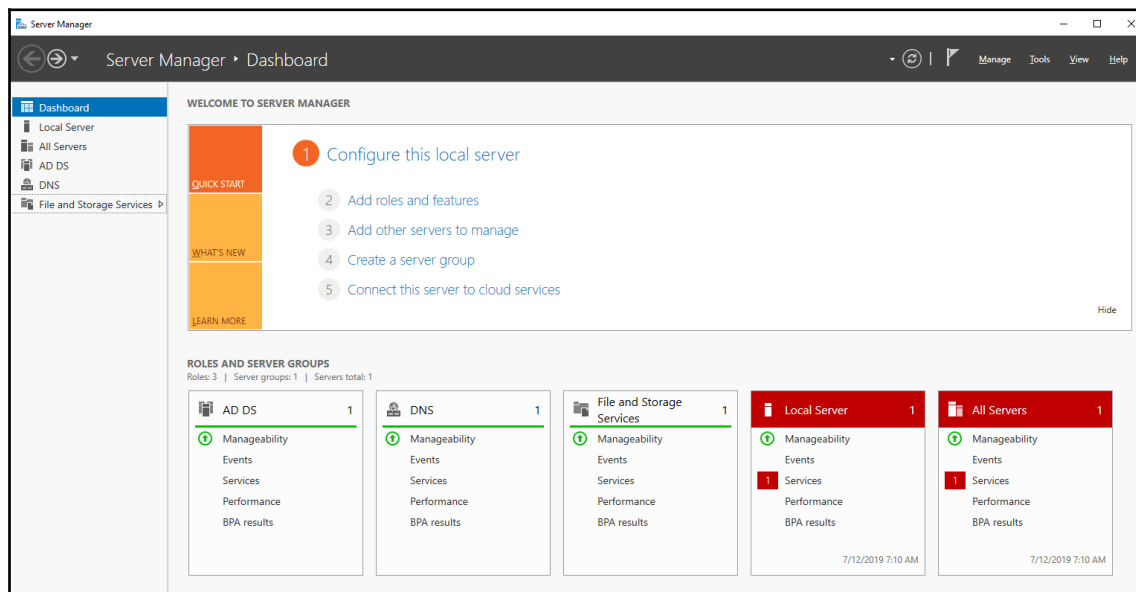 Server Manager
Server Manager ‣ Dashboard
Manage Tools View Help
Dashboard
Local Server
All Servers
AD DS
DNS
File and Storage Services
WELCOME TO SERVER MANAGER
QUICK START
WHAT'S NEW
LEARN MORE
1 Configure this local server
2 Add roles and features
3 Add other servers to manage
4 Create a server group
5 Connect this server to cloud services
Hide
ROLES AND SERVER GROUPS
Roles: 3 | Server groups: 1 | Servers total: 1
AD DS 1
Manageability
Events
Services
Performance
BPA results
DNS 1
Manageability
Events
Services
Performance
BPA results
File and Storage
Services 1
Manageability
Events
Services
Performance
BPA results
Local Server 1
Manageability
Events
1 Services
Performance
BPA results
7/12/2019 7:10 AM
All Servers 1
Manageability
Events
1 Services
Performance
BPA results
7/12/2019 7:10 AM